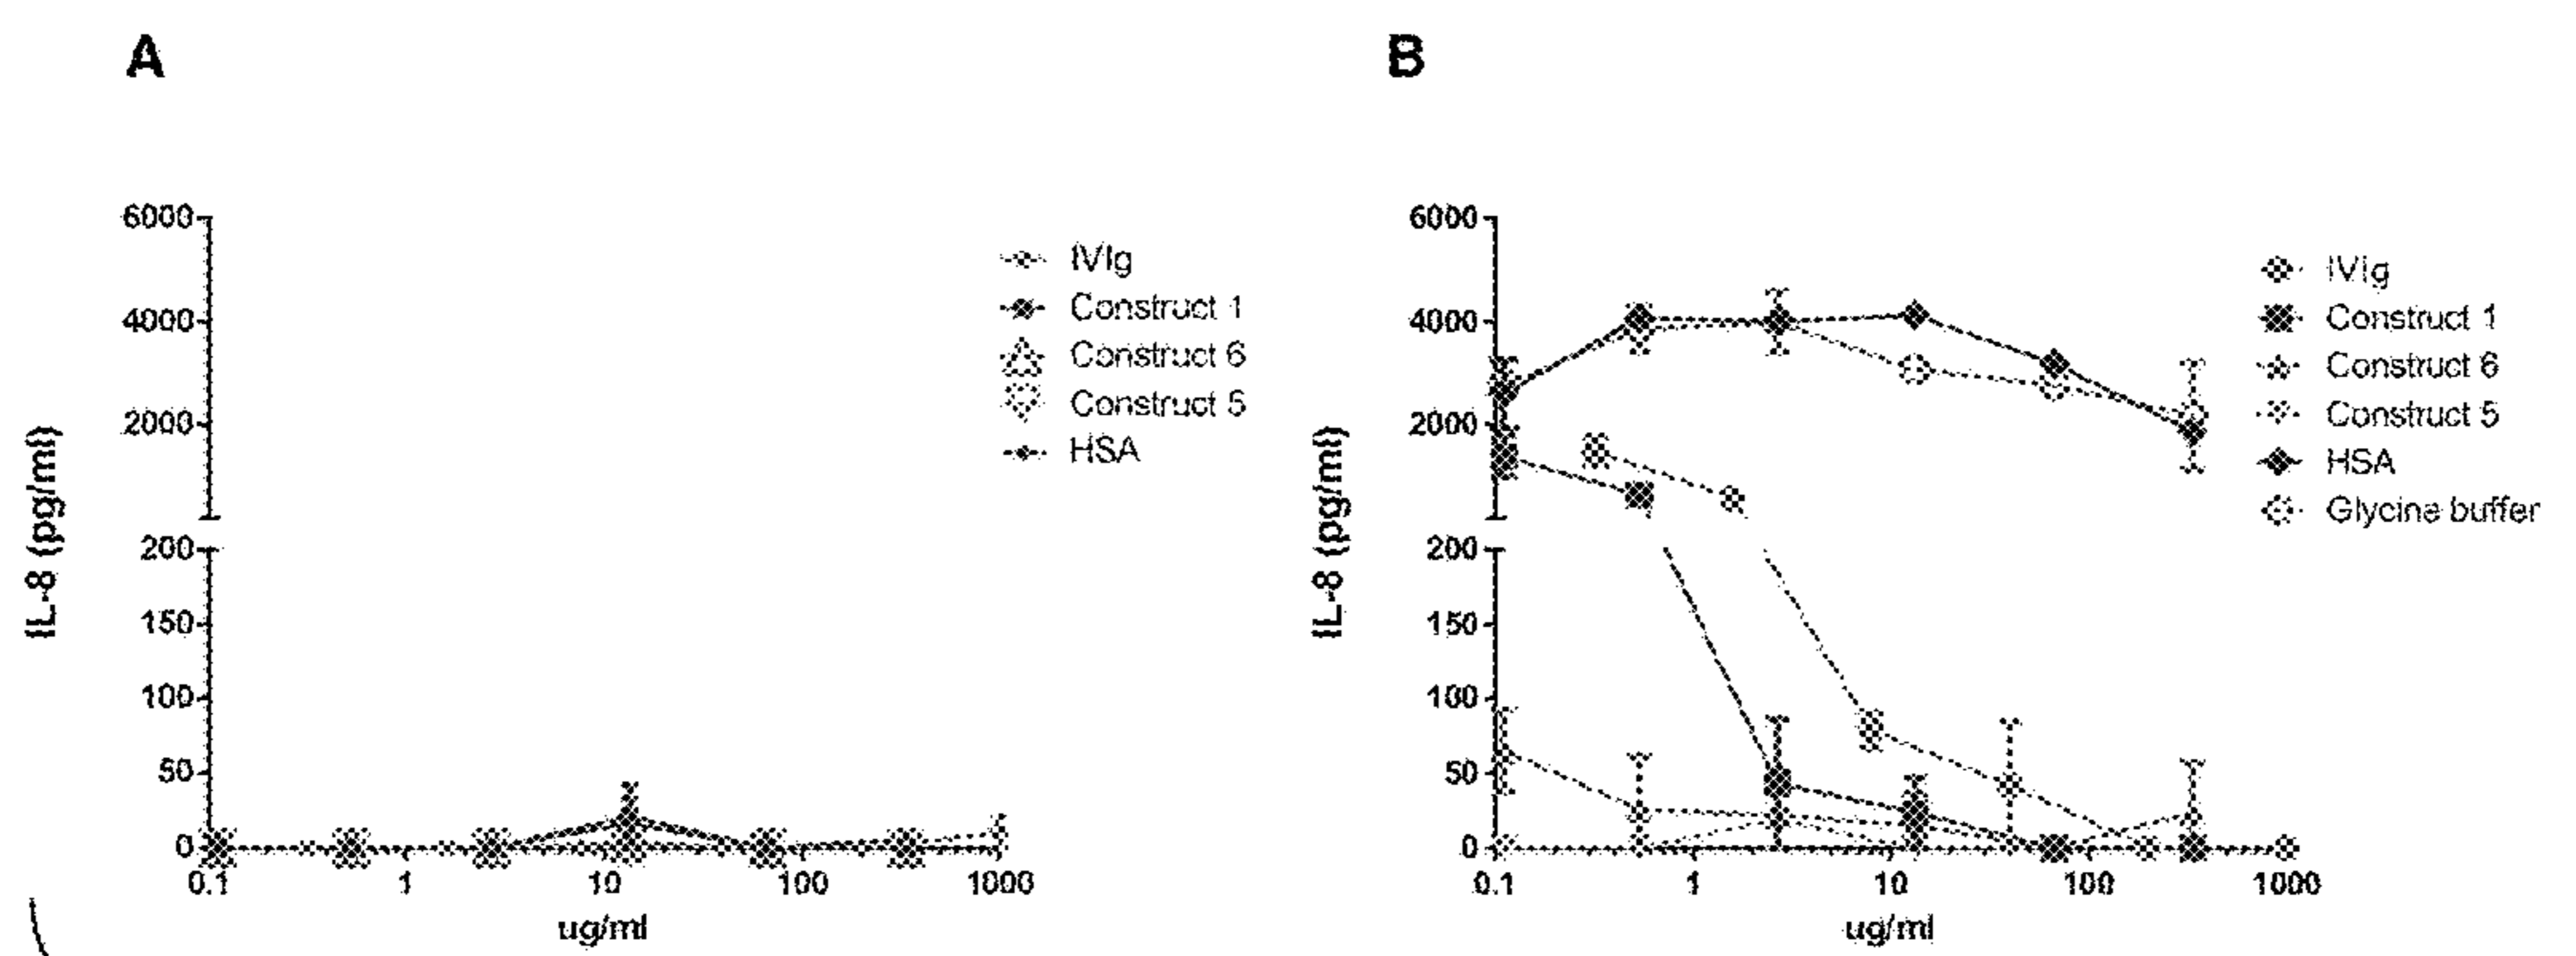 A
6000
4000
2000
200
150
100
50
0
0.1 1 10 100 1000
IL-8 (pg/ml)
ug/ml
IVIg
Construct 1
Construct 6
Construct 5
HSA
B
6000
4000
2000
200
150
100
50
0
0.1 1 10 100 1000
IL-8 (pg/ml)
ug/ml
IVIg
Construct 1
Construct 6
Construct 5
HSA
Glycine buffer